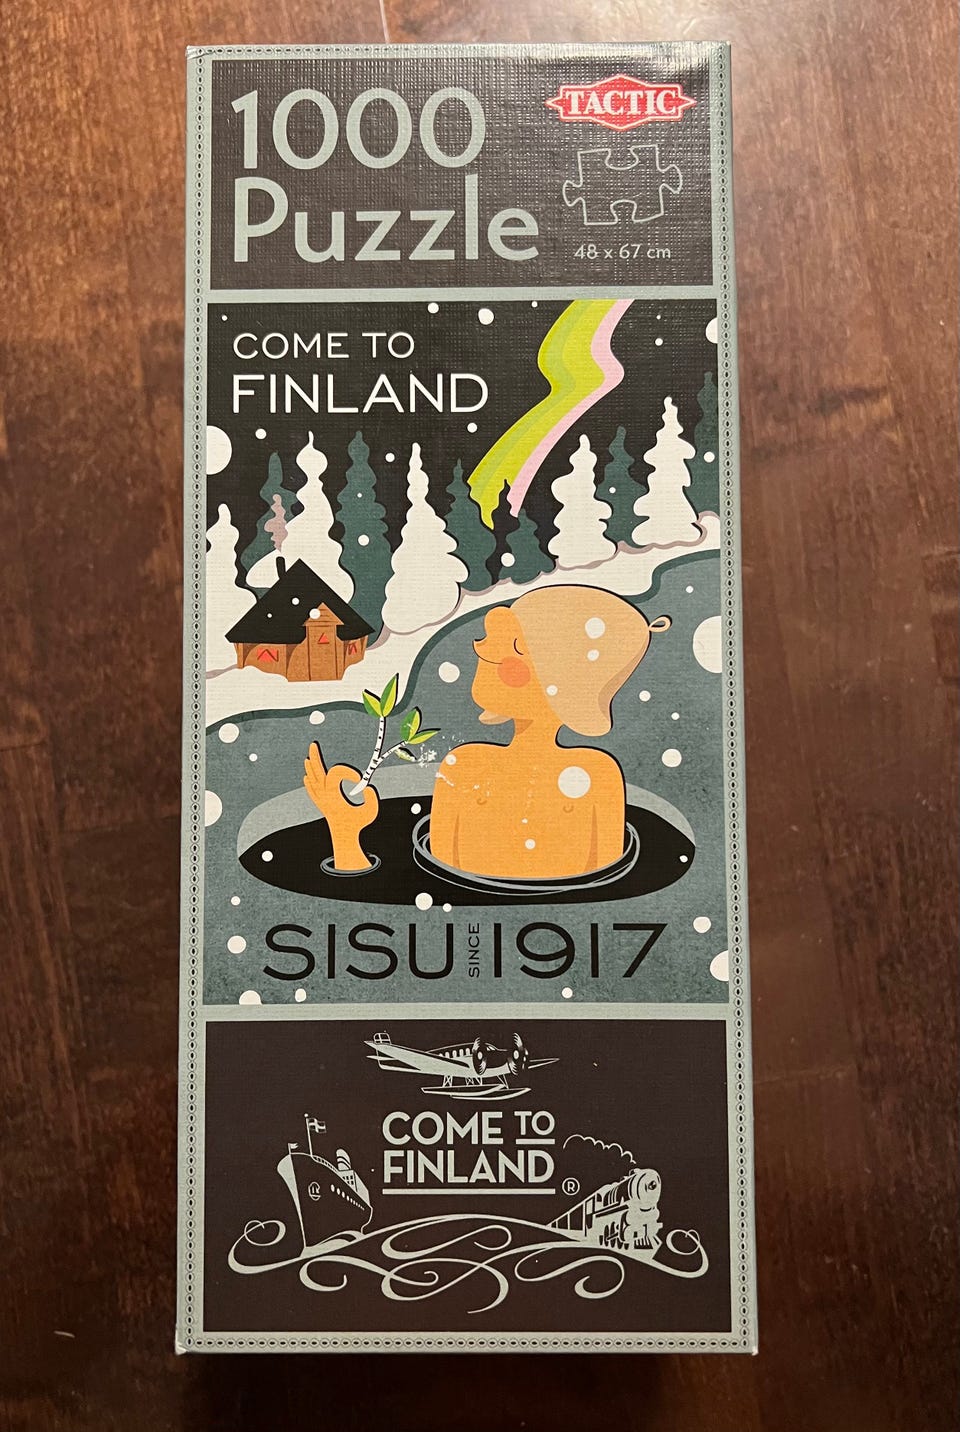 1000
Puzzle
TACTIC
48 x 67 cm
COME TO
FINLAND
SISU SINCE 1917
COME TO
FINLAND ®